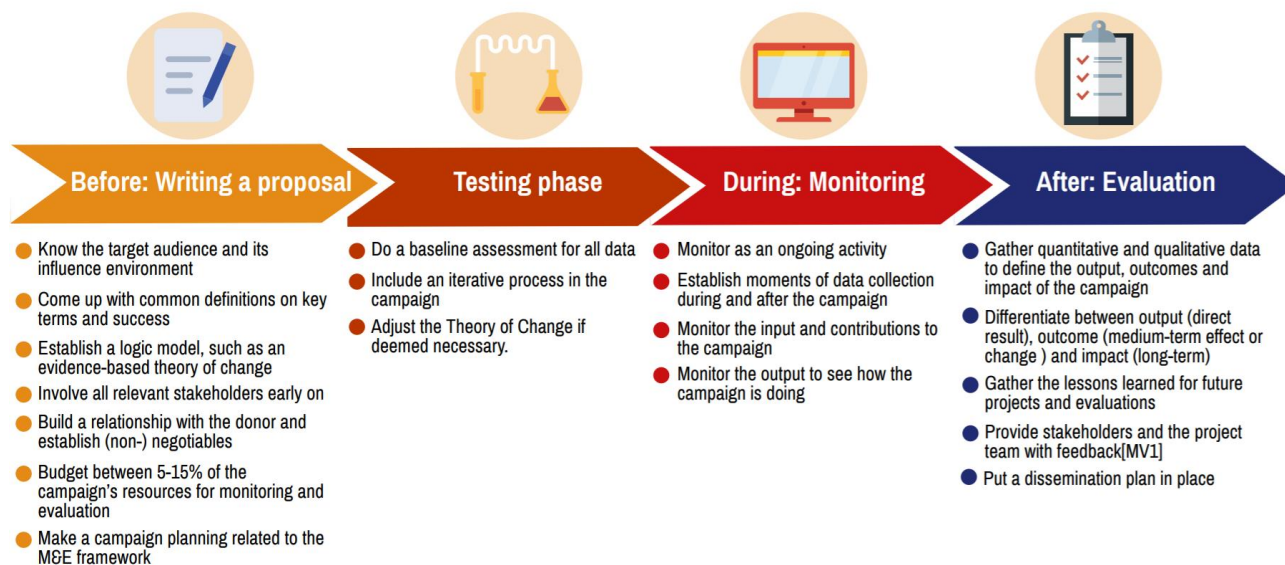 Before: Writing a proposal
Know the target audience and its
influence environment
Come up with common definitions on key
terms and success
Establish a logic model, such as an
evidence-based theory of change
Involve all relevant stakeholders early on
Build a relationship with the donor and
establish (non-) negotiables
Budget between 5-15% of the
campaign's resources for monitoring and
evaluation
Make a campaign planning related to the
M&E framework
Testing phase
Do a baseline assessment for all data
Include an iterative process in the
campaign
Adjust the Theory of Change if
deemed necessary.
During: Monitoring
Monitor as an ongoing activity
Establish moments of data collection
during and after the campaign
Monitor the input and contributions to
the campaign
Monitor the output to see how the
campaign is doing
After: Evaluation
Gather quantitative and qualitative data
to define the output, outcomes and
impact of the campaign
Differentiate between output (direct
result), outcome (medium-term effect or
change ) and impact (long-term)
Gather the lessons learned for future
projects and evaluations
Provide stakeholders and the project
team with feedback[MV1]
Put a dissemination plan in place